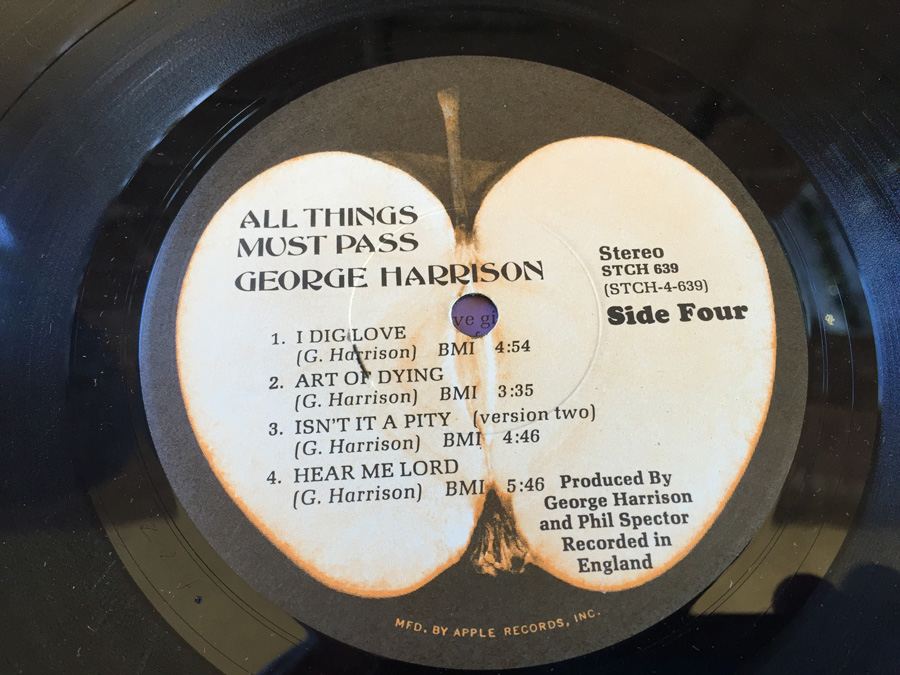 ALL THINGS
MUST PASS
GEORGE HARRISON
Stereo
STCH 639
(STCH-4-639)
Side Four
ve gi
1. I DIG LOVE
(G. Harrison) BMI 4:54
2. ART OF DYING
(G. Harrison) BMI 3:35
3. ISN'T IT A PITY (version two)
(G. Harrison) BMI 4:46
4. HEAR ME LORD
(G. Harrison) BMI 5:46
Produced By
George Harrison
and Phil Spector
Recorded in
England
MFD. BY APPLE RECORDS, INC.